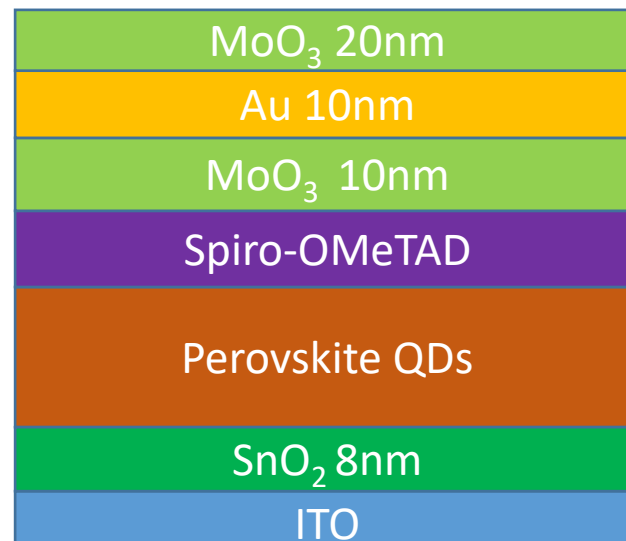 MoO₃ 20nm
Au 10nm
MoO₃ 10nm
Spiro-OMeTAD
Perovskite QDs
SnO₂ 8nm
ITO